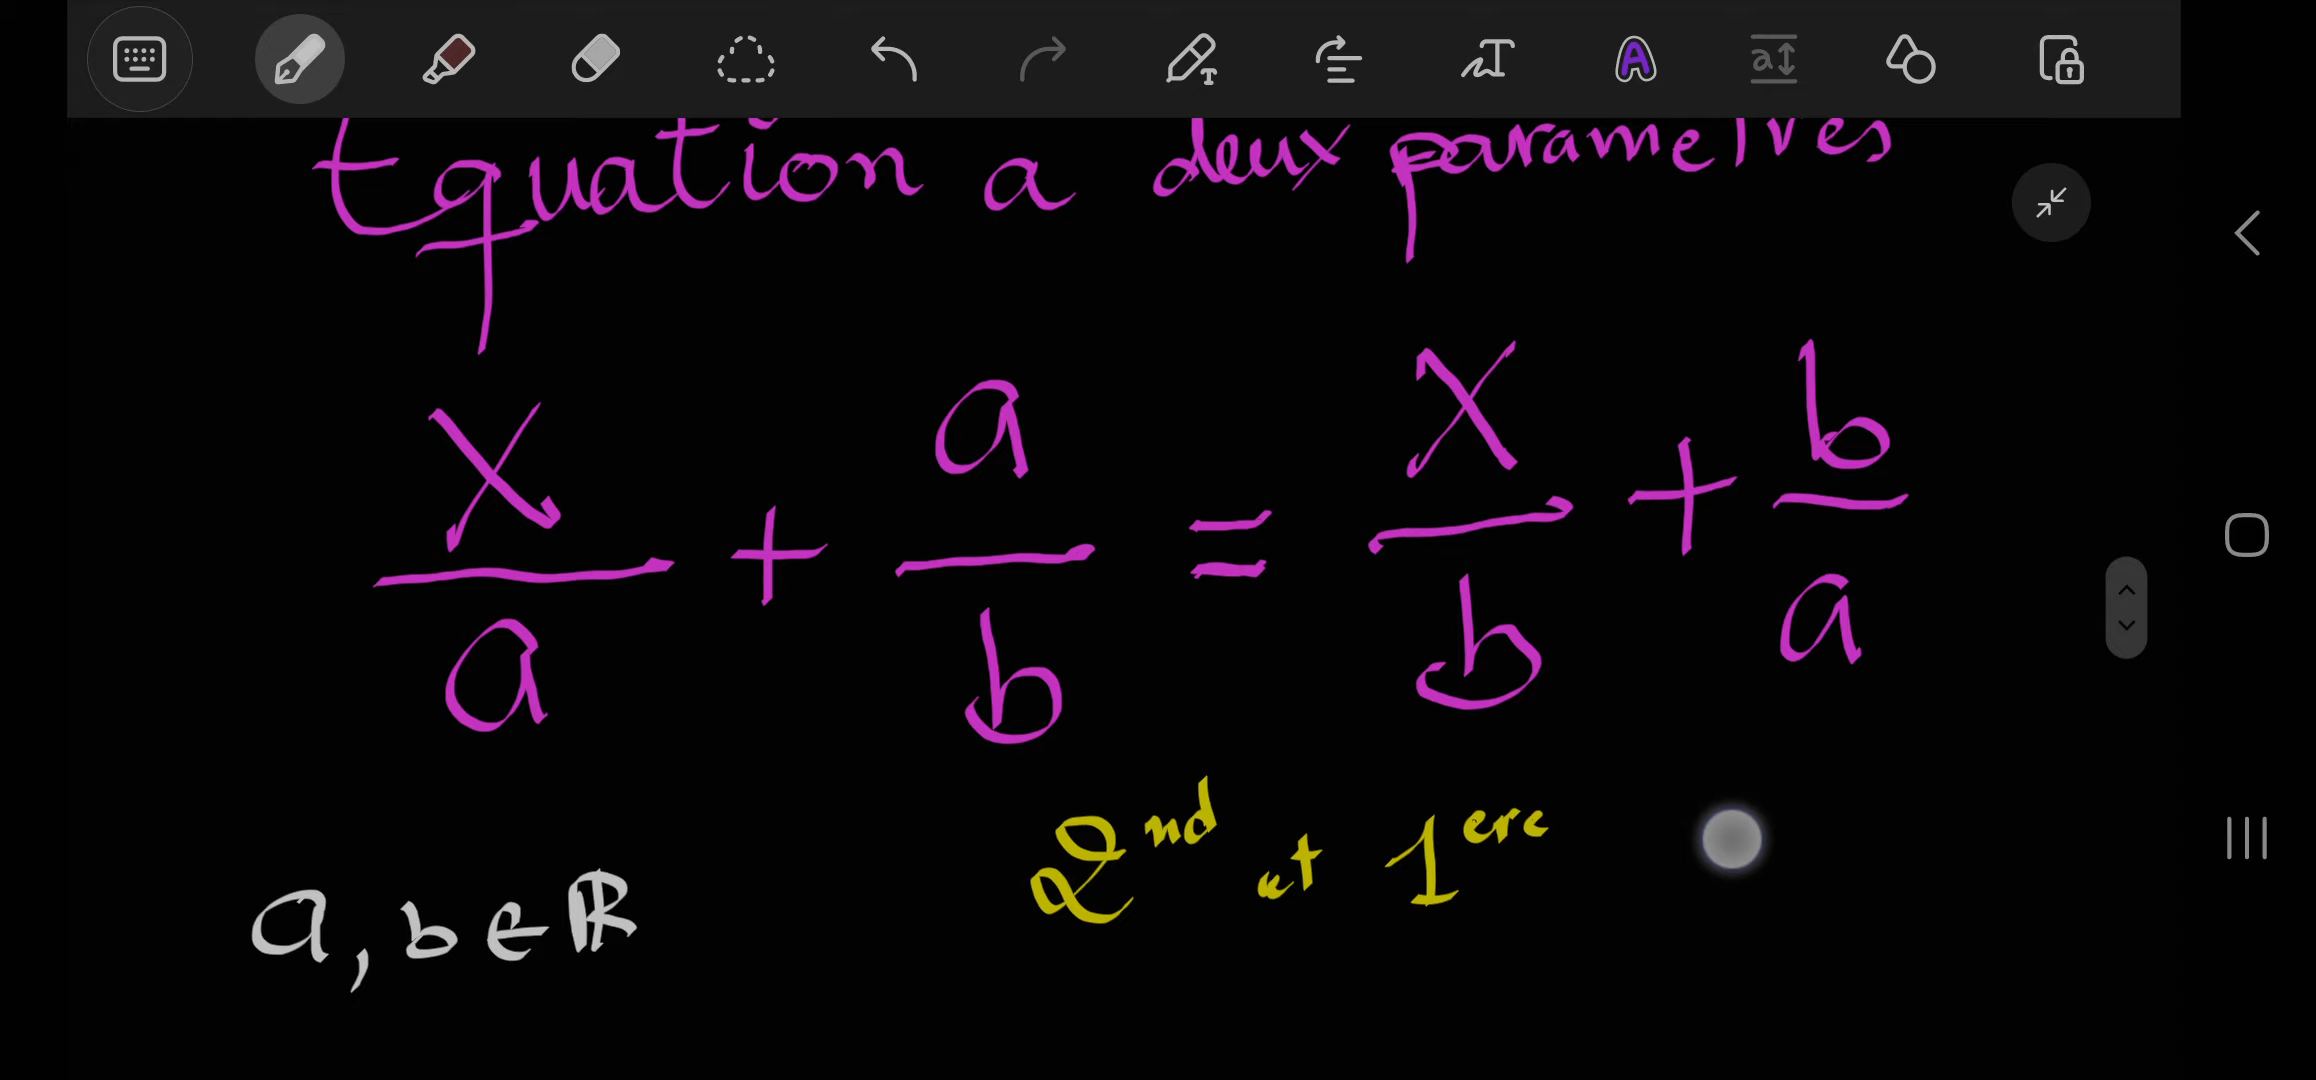 Equation a deux parametres
x/a + a/b = x/b + b/a
2nd et 1ere
a, b ∈ ℝ